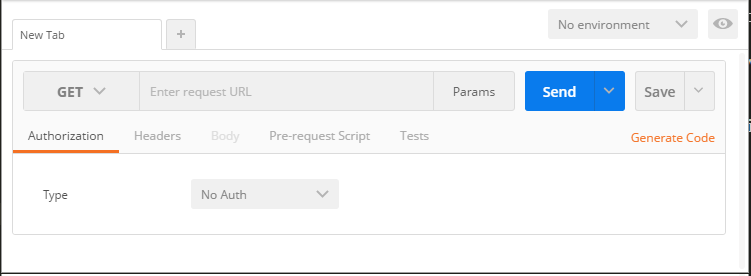 New Tab + No environment
GET Enter request URL Params Send Save
Authorization Headers Body Pre-request Script Tests Generate Code
Type No Auth